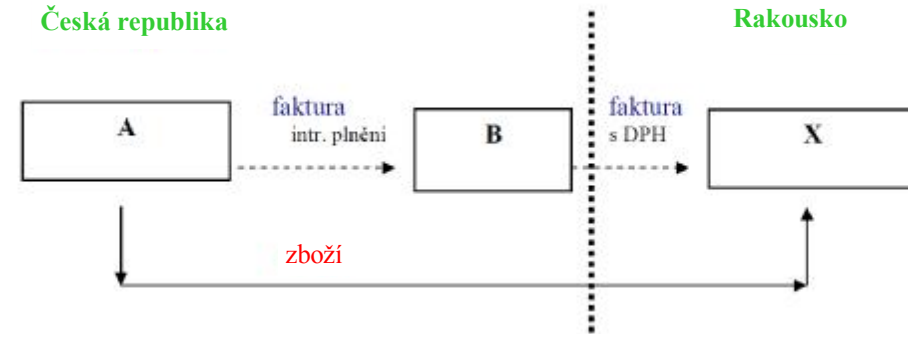 Česká republika
Rakousko
A
faktura
intr. plnění
B
faktura
s DPH
X
zboží